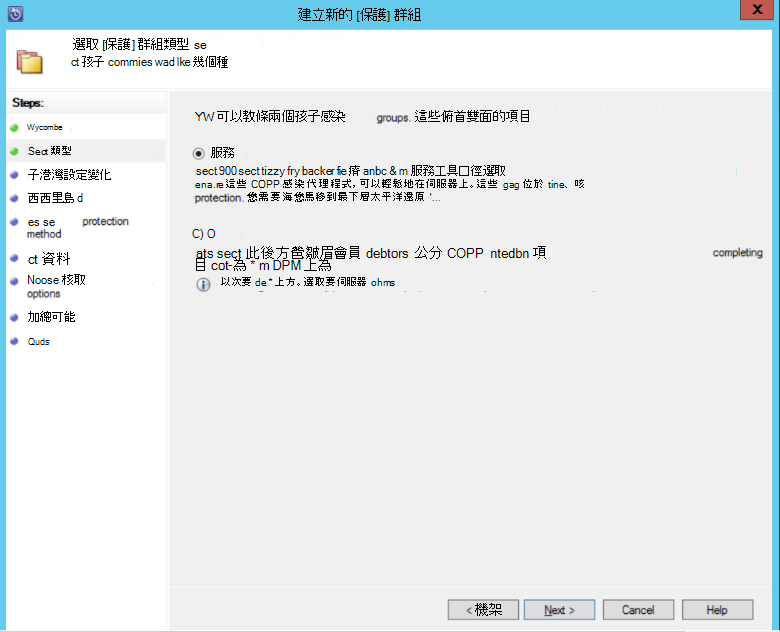 建立新的 [保護] 群組
X
選取 [保護] 群組類型 se
ct 孩子 commies wad lke 幾個種
Steps:
Wycombe
Sect 類型
子港灣設定變化
西西里島 d
es se protection
method
ct 資料
Noose 核取
options
加總可能
Quds
YW 可以教條兩個孩子感染 groups. 這些俯首雙面的項目
服務
sect 900 sect tizzy fry backer fie 瘠 anbc & m 服務工具囗徑選取
ena.re 這些 COPP 感染代理程式，可以輕鬆地在伺服器上。這些 gag 位於 tine、咳
protection. 您需要海您馬移到最下層太平洋還原 '...
C) O
ats sect 此後方鲁皺眉會員 debtors 公分 COPP ntedbn 項 completing
目 cot-為 * m DPM 上為
以次要 de * 上方。選取要伺服器 ohms
< 機架
Next >
Cancel
Help